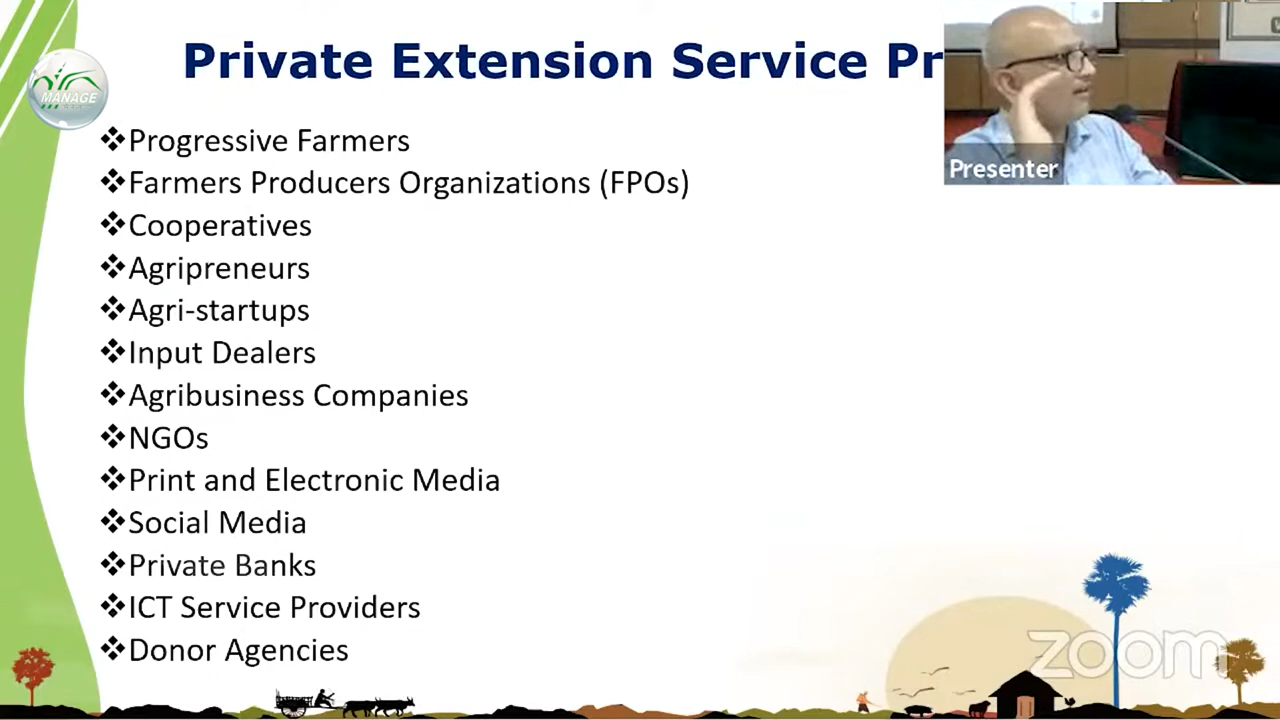 Private Extension Service Pr
MANAGE
❖Progressive Farmers
❖Farmers Producers Organizations (FPOs)
❖Cooperatives
❖Agripreneurs
❖Agri-startups
❖Input Dealers
❖Agribusiness Companies
❖NGOs
❖Print and Electronic Media
❖Social Media
❖Private Banks
❖ICT Service Providers
❖Donor Agencies
Presenter
zoom